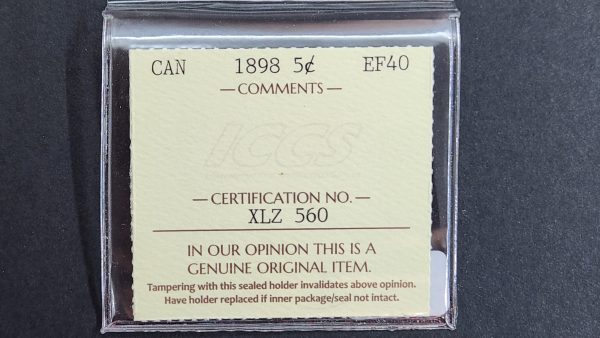 CAN 1898 5¢ EF40
— COMMENTS —
ICCS
— CERTIFICATION NO. —
XLZ 560
IN OUR OPINION THIS IS A
GENUINE ORIGINAL ITEM.
Tampering with this sealed holder invalidates above opinion.
Have holder replaced if inner package/seal not intact.